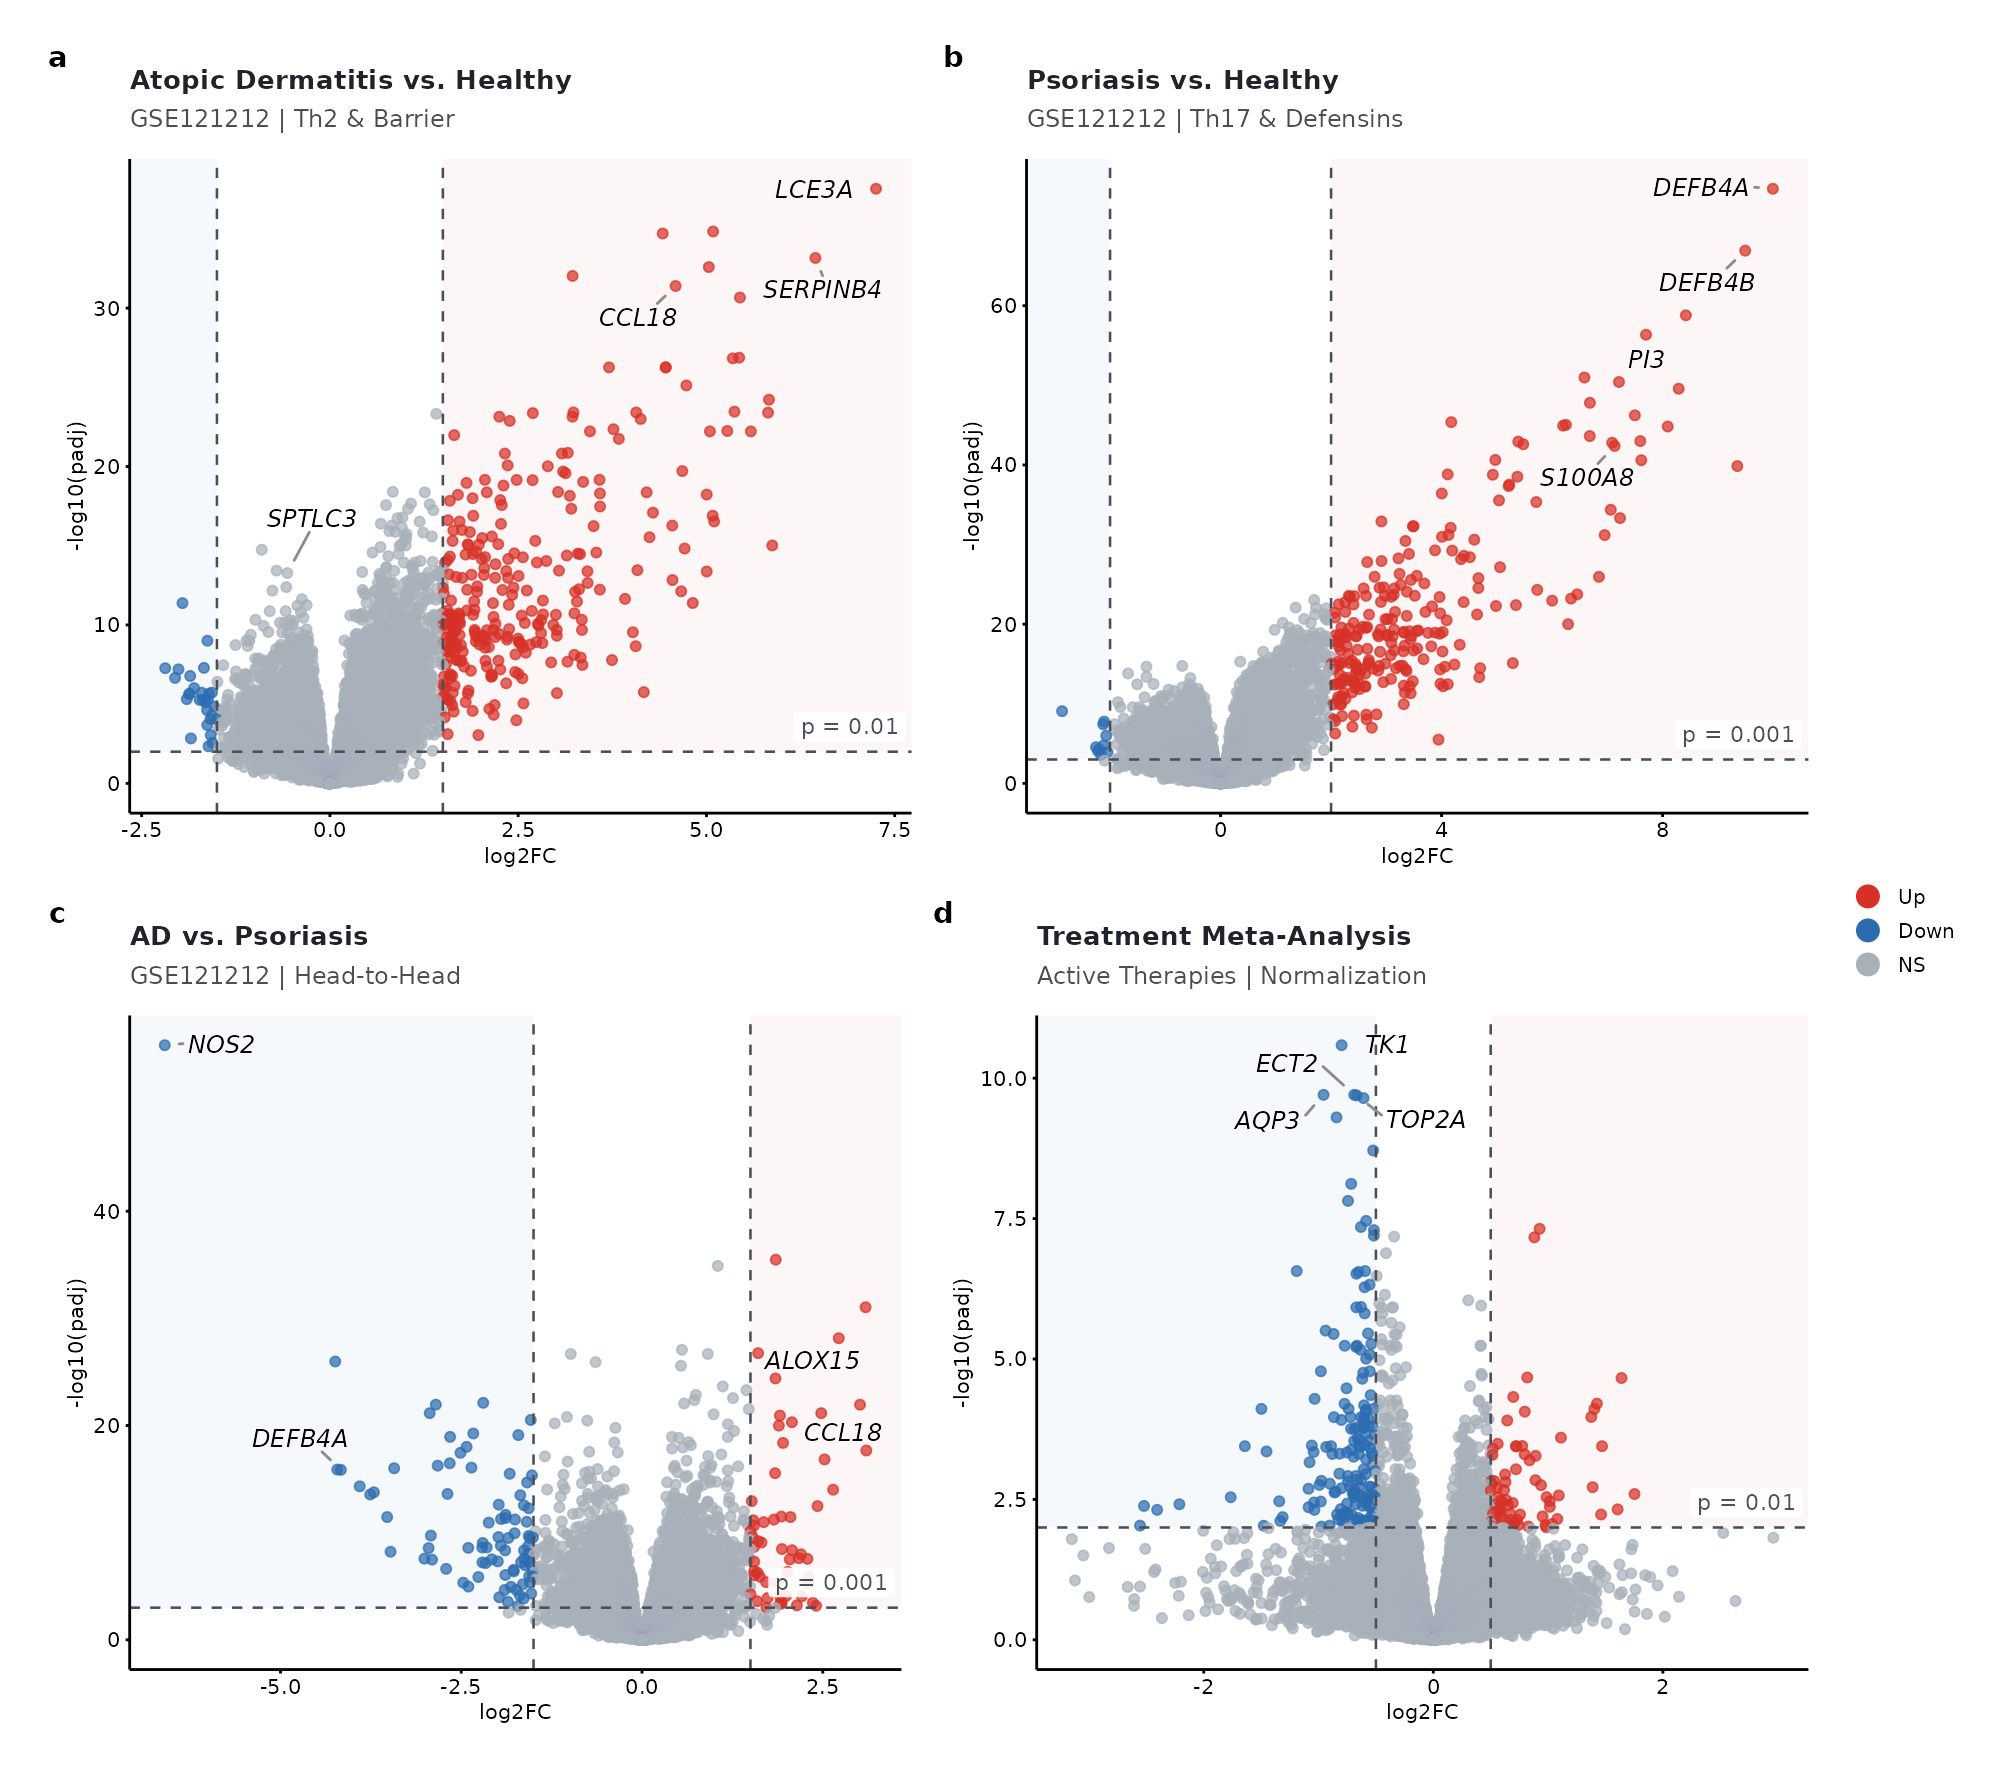 a
Atopic Dermatitis vs. Healthy
GSE121212 | Th2 & Barrier
LCE3A
SERPINB4
CCL18
SPTLC3
p = 0.01
-log10(padj)
30
20
10
0
-2.5
0.0
2.5
5.0
7.5
log2FC
b
Psoriasis vs. Healthy
GSE121212 | Th17 & Defensins
DEFB4A
DEFB4B
PI3
S100A8
p = 0.001
-log10(padj)
60
40
20
0
0
4
8
log2FC
c
AD vs. Psoriasis
GSE121212 | Head-to-Head
NOS2
ALOX15
CCL18
DEFB4A
p = 0.001
-log10(padj)
40
20
0
-5.0
-2.5
0.0
2.5
log2FC
d
Treatment Meta-Analysis
Active Therapies | Normalization
TK1
ECT2
AQP3
TOP2A
p = 0.01
-log10(padj)
10.0
7.5
5.0
2.5
0.0
-2
0
2
log2FC
Up
Down
NS